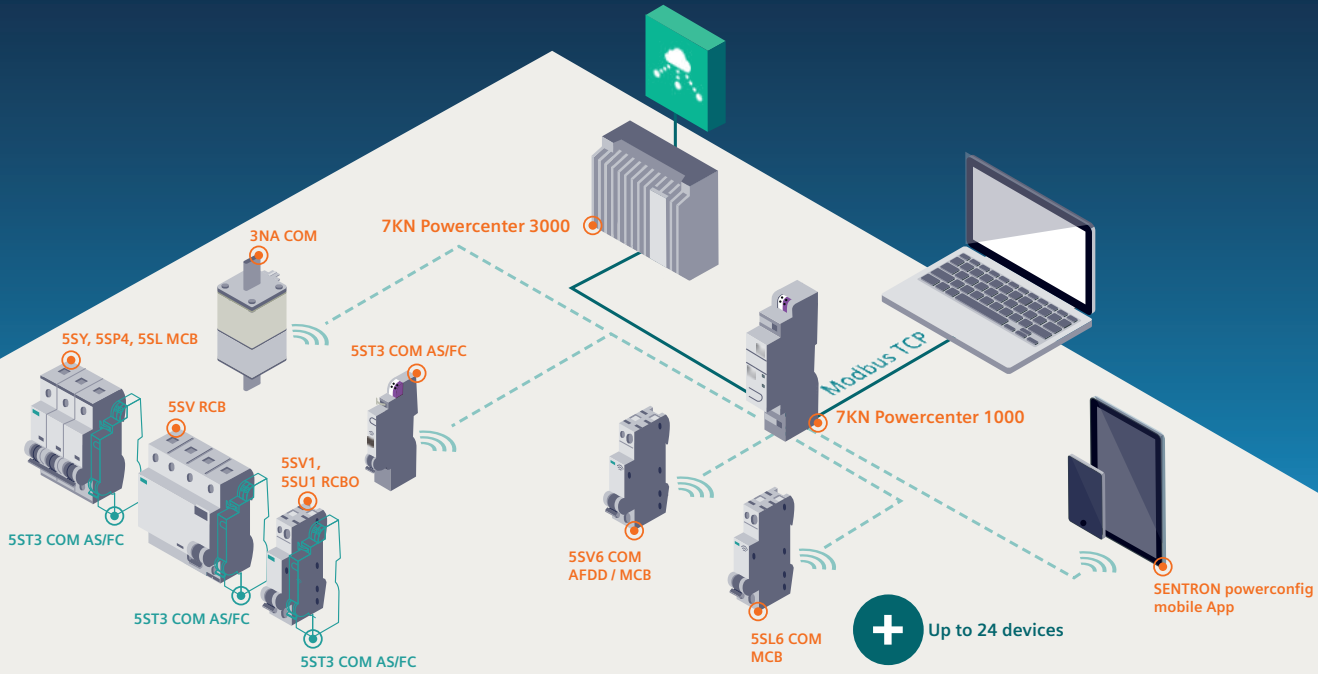 7KN Powercenter 3000
3NA COM
5SY, 5SP4, 5SL MCB
5ST3 COM AS/FC
5SV RCB
Modbus TCP
7KN Powercenter 1000
5SV1,
5SU1 RCBO
5ST3 COM AS/FC
5SV6 COM
AFDD / MCB
5ST3 COM AS/FC
5SL6 COM
MCB
Up to 24 devices
SENTRON powerconfig
mobile App
5ST3 COM AS/FC